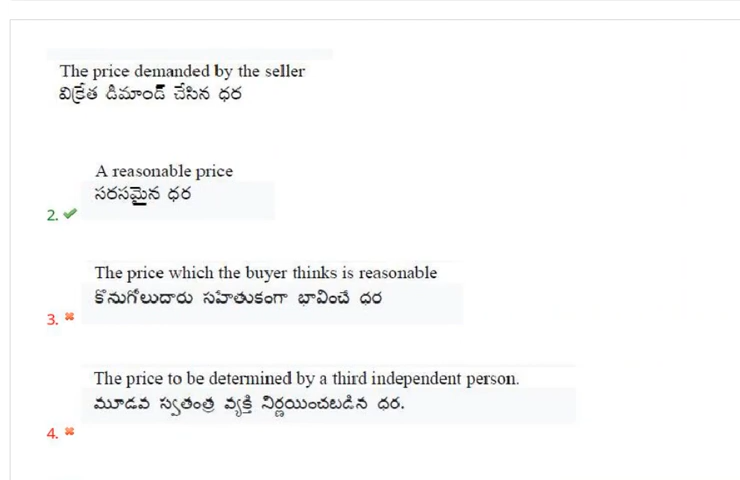 The price demanded by the seller
విక్రేత డిమాండ్ చేసిన ధర
A reasonable price
సరసమైన ధర
2.
The price which the buyer thinks is reasonable
కొనుగోలుదారు సహేతుకంగా భావించే ధర
3.
The price to be determined by a third independent person.
మూడవ స్వతంత్ర వ్యక్తి నిర్ణయించబడిన ధర.
4.